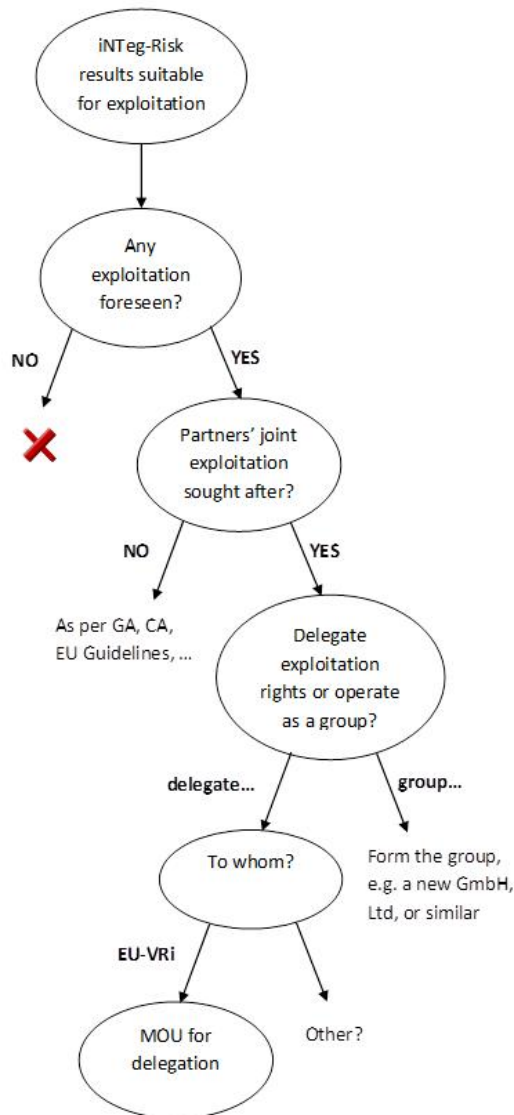 iNTeg-Risk
results suitable
for exploitation
Any
exploitation
foreseen?
NO
YES
Partners' joint
exploitation
sought after?
NO
YES
As per GA, CA,
EU Guidelines, ...
Delegate
exploitation
rights or operate
as a group?
delegate...
group...
To whom?
Form the group,
e.g. a new GmbH,
Ltd, or similar
EU-VRi
MOU for
delegation
Other?